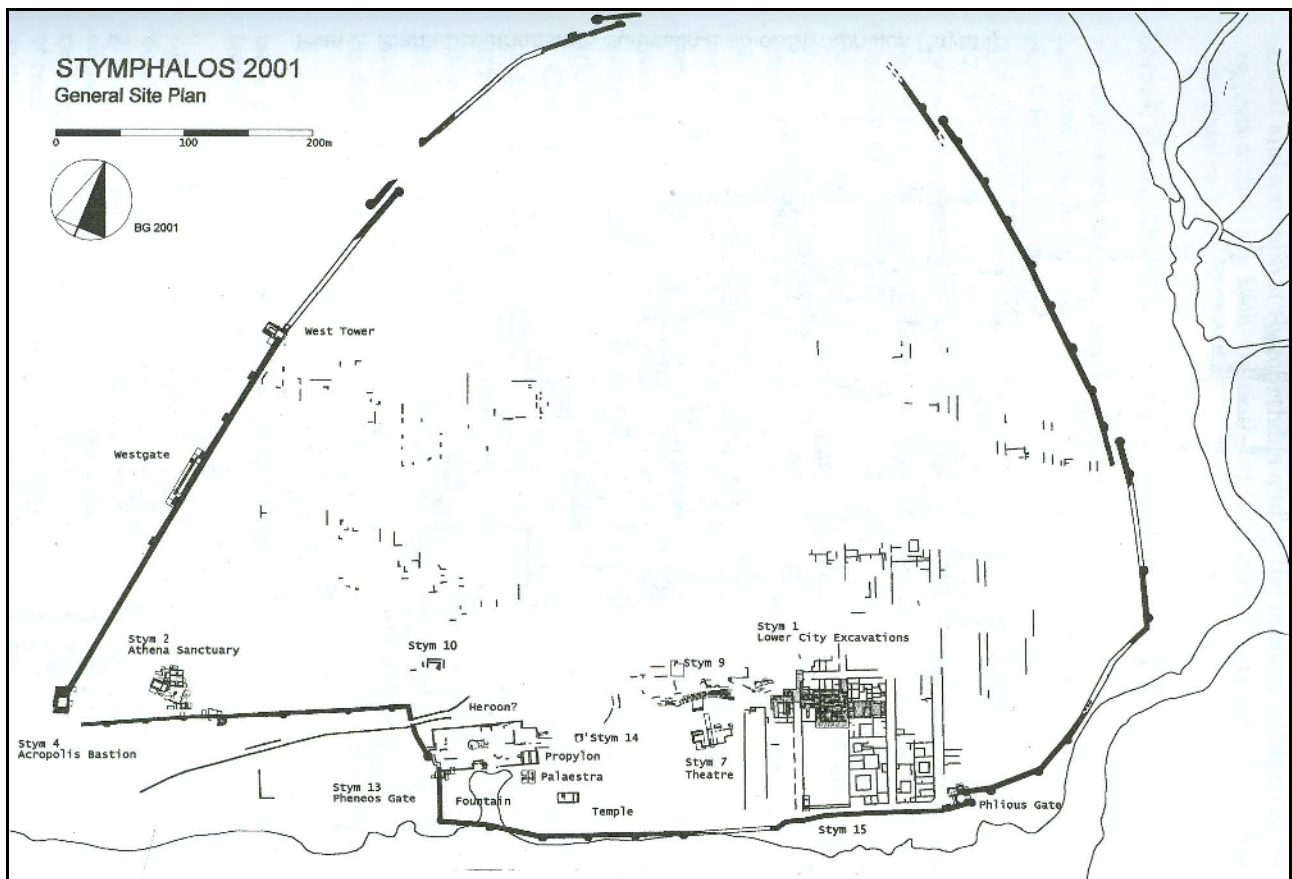 STYMPHALOS 2001
General Site Plan
0 100 200m
BG 2001
West Tower
Westgate
Stym 2
Athena Sanctuary
Stym 10
Stym 1
Lower City Excavations
Stym 9
Heroon?
Stym 14
Stym 4
Acropolis Bastion
Propylon
Stym 7
Theatre
Palaestra
Stym 13
Pheneos Gate
Fountain
Temple
Phlious Gate
Stym 15